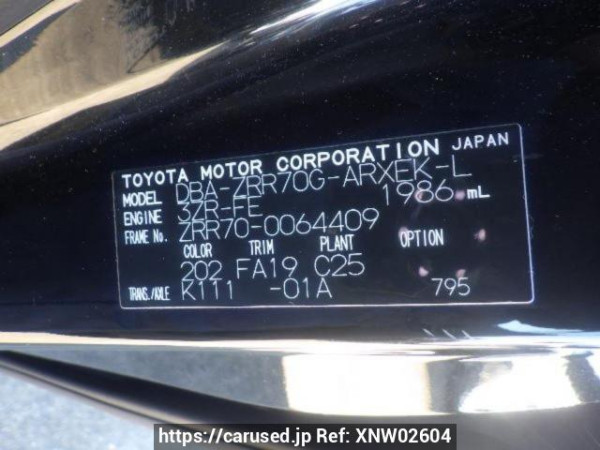 TOYOTA MOTOR CORPORATION JAPAN
MODEL DBA-ZRR70G-ARXEK-L
ENGINE 3ZR-FE 1986 mL
FRAME No. ZRR70-0064409
COLOR TRIM PLANT OPTION
202 FA19 C25
TRANS./AXLE K111 -01A 795
https://carused.jp Ref: XNW02604